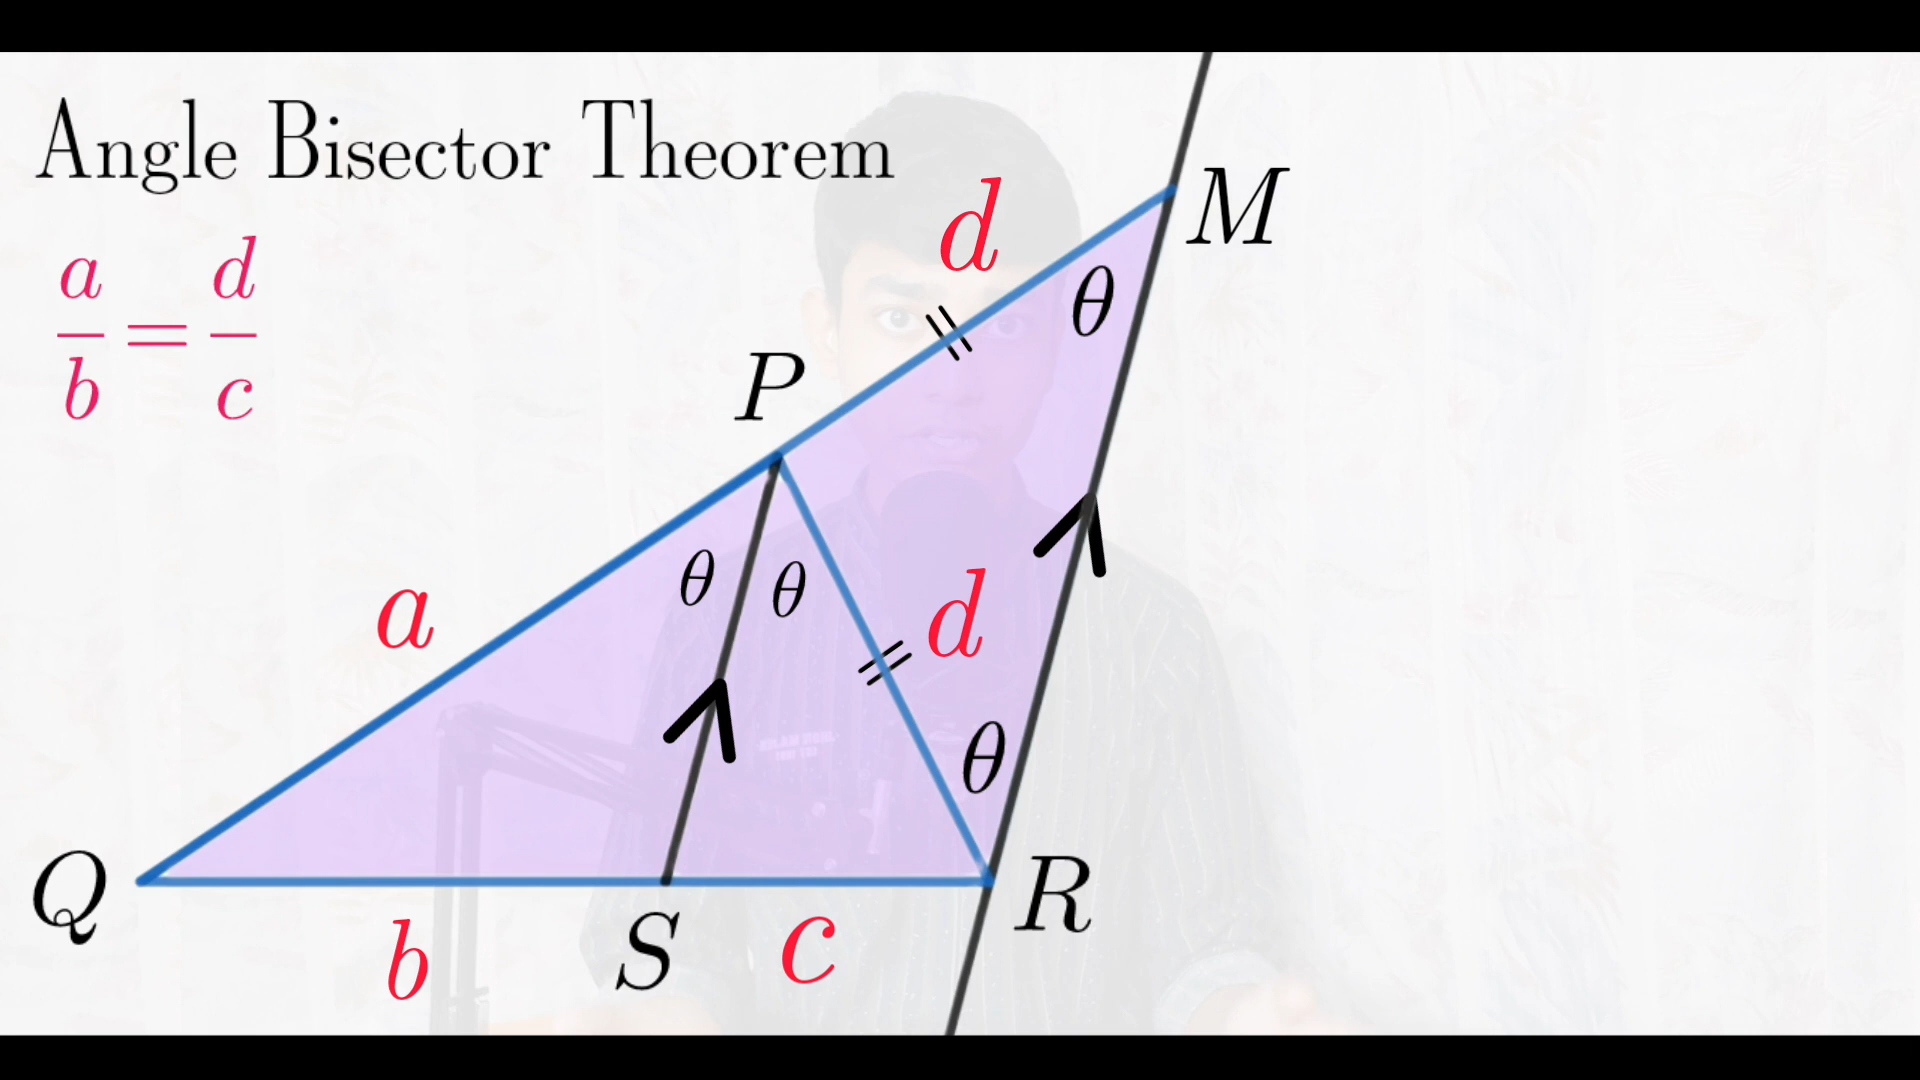 Angle Bisector Theorem
a/b = d/c
M
d
θ
P
θ
θ
d
a
θ
Q
R
b
S
c